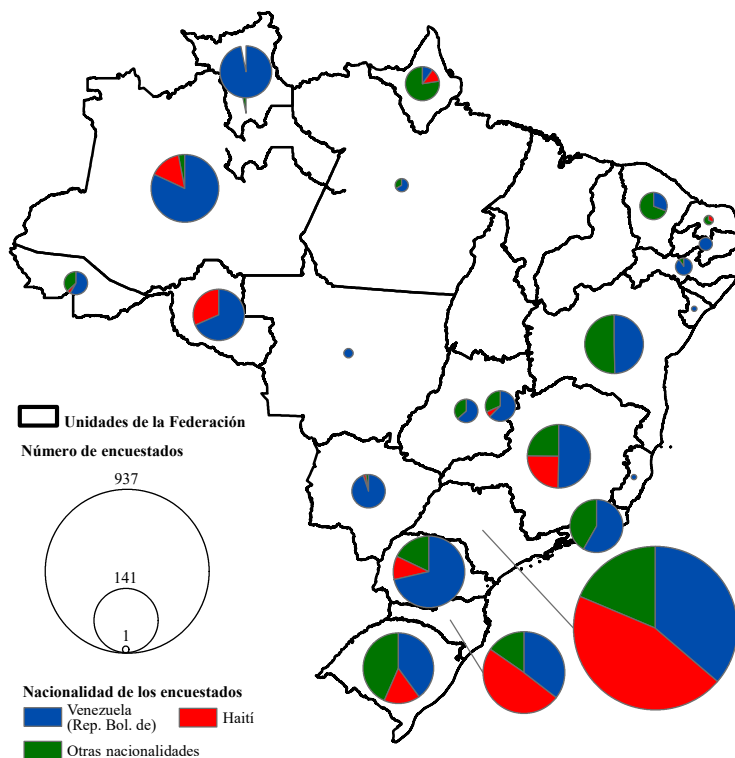 Unidades de la Federación
Número de encuestados
937
141
1
Nacionalidad de los encuestados
Venezuela
(Rep. Bol. de)
Haití
Otras nacionalidades